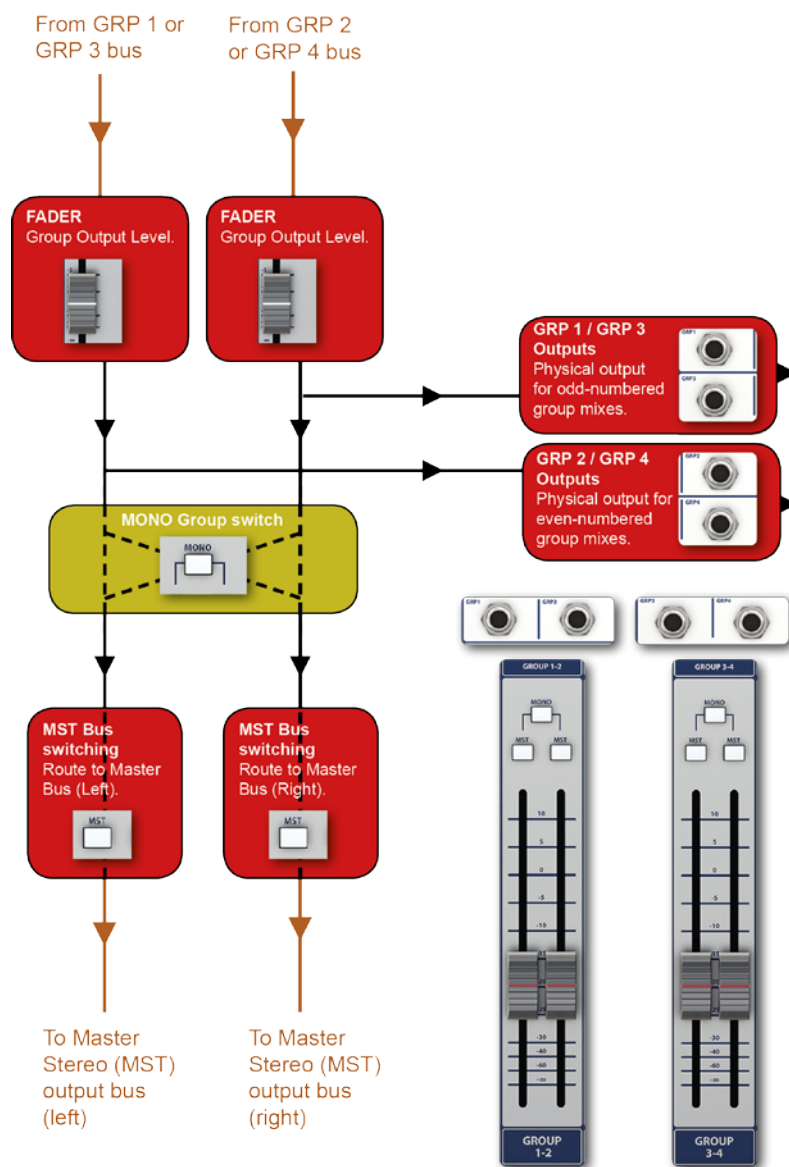 From GRP 1 or
GRP 3 bus
From GRP 2
or GRP 4 bus
FADER
Group Output Level.
FADER
Group Output Level.
GRP 1 / GRP 3
Outputs
Physical output
for odd-numbered
group mixes.
GRP1
GRP3
GRP 2 / GRP 4
Outputs
Physical output for
even-numbered
group mixes.
GRP2
GRP4
MONO Group switch
MONO
MST Bus
switching
Route to Master
Bus (Left).
MST
MST Bus
switching
Route to Master
Bus (Right).
MST
To Master
Stereo (MST)
output bus
(left)
To Master
Stereo (MST)
output bus
(right)
GRP1
GRP2
GRP3
GRP4
GROUP 1-2
MONO
MST
MST
10
5
0
-5
-10
-20
-30
-40
-60
-∞
GROUP
1-2
GROUP 3-4
MONO
MST
MST
10
5
0
-5
-10
-20
-30
-40
-60
-∞
GROUP
3-4